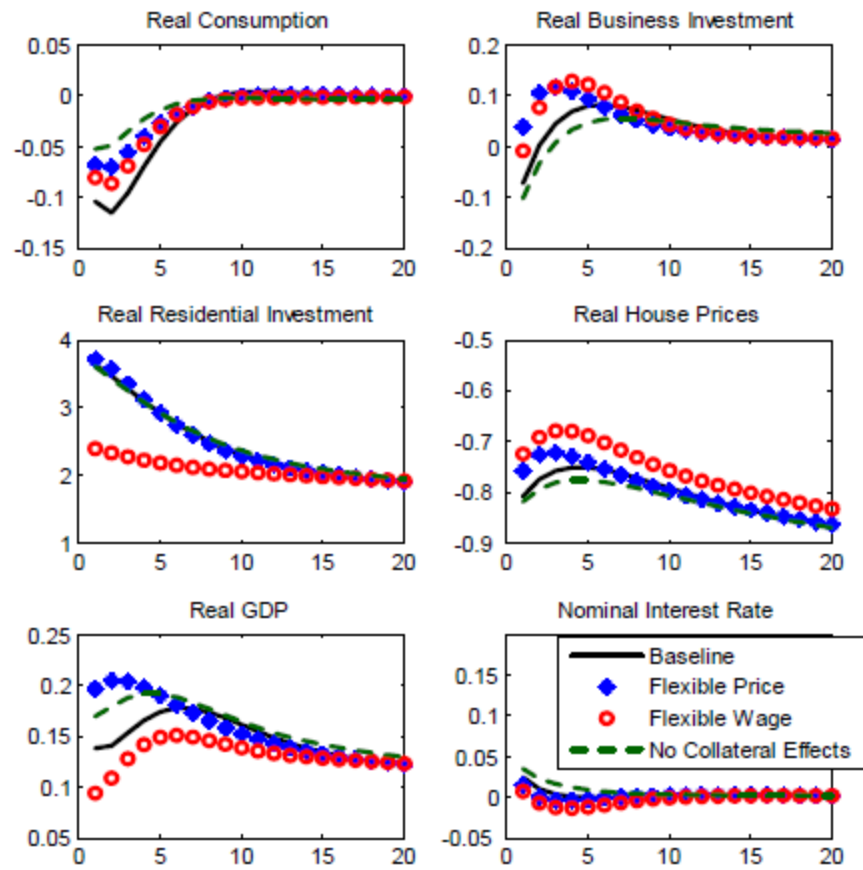 Real Consumption
0.05
0
-0.05
-0.1
-0.15
0 5 10 15 20
Real Business Investment
0.2
0.1
0
-0.1
-0.2
0 5 10 15 20
Real Residential Investment
4
3
2
1
0 5 10 15 20
Real House Prices
-0.5
-0.6
-0.7
-0.8
-0.9
0 5 10 15 20
Real GDP
0.25
0.2
0.15
0.1
0.05
0 5 10 15 20
Nominal Interest Rate
0.15
0.1
0.05
0
-0.05
0 5 10 15 20
Baseline
Flexible Price
Flexible Wage
No Collateral Effects